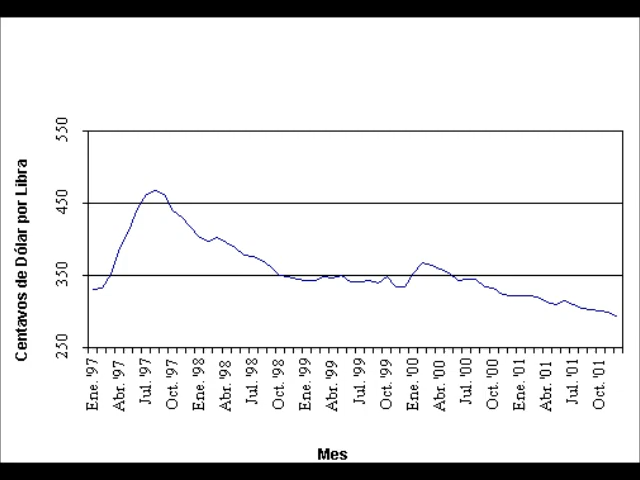 Centavos de Dólar por Libra
550
450
350
250
Ene. '97
Abr. '97
Jul. '97
Oct. '97
Ene. '98
Abr. '98
Jul. '98
Oct. '98
Ene. '99
Abr. '99
Jul. '99
Oct. '99
Ene. '00
Abr. '00
Jul. '00
Oct. '00
Ene. '01
Abr. '01
Jul. '01
Oct. '01
Mes